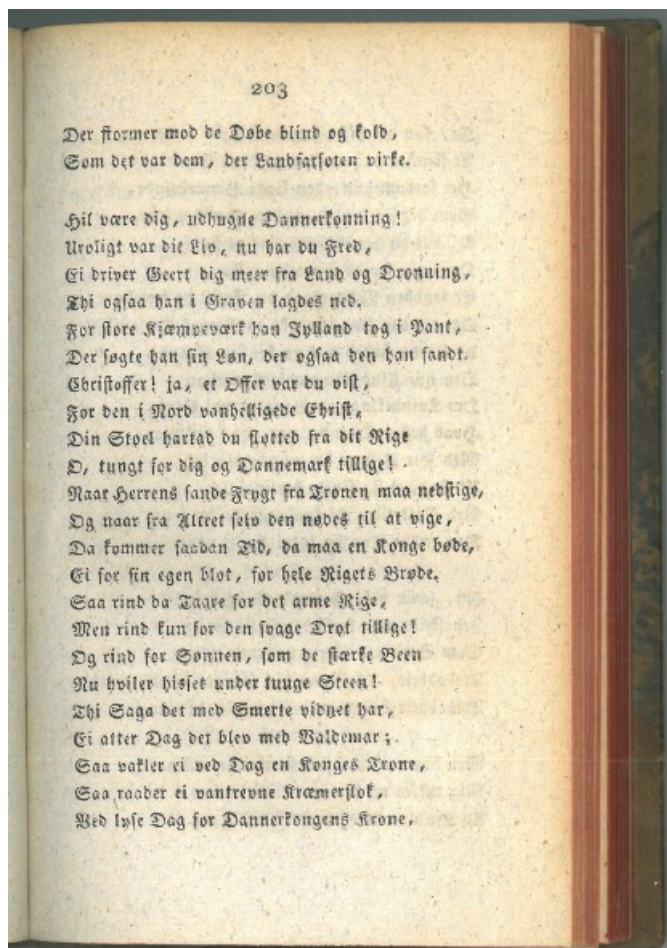 203
Der stormer mod de Døde blind og kold,
Som det var dem, der Landfarsoten virke.
Hil være dig, udhugne Dannerkonning!
Uroligt var dit Liv, nu har du Fred,
Ei driver Geert dig meer fra Land og Dronning,
Thi ogsaa han i Graven lagdes ned.
For store Kjæmpeværk han Jylland tog i Pant,
Der søgte han sin Løn, der ogsaa den han fandt.
Christoffer! ja, et Offer var du vist,
For den i Nord vanhelligede Christ,
Din Støel hartad du flotted fra dit Rige
O, tungt for dig og Dannemark tillige!
Naar Herrens sande Frygt fra Tronen maa nedstige,
Og naar fra Altret selv den nødes til at vige,
Da kommer saadan Tid, da maa en Konge bøde,
Ei for sin egen blot, for hele Rigets Brøde.
Saa rind da Taare for det arme Rige,
Men rind kun for den svage Drot tillige!
Og rind for Sønnen, som de stærke Been
Nu hviler hisset under tunge Steen!
Thi Saga det med Smerte vidnet har,
Ei atter Dag det blev med Valdemar;
Saa vakler ei ved Dag en Konges Trone,
Saa raader ei vantrevne Kræmerflok,
Ved lyse Dag for Dannerkongens Krone.